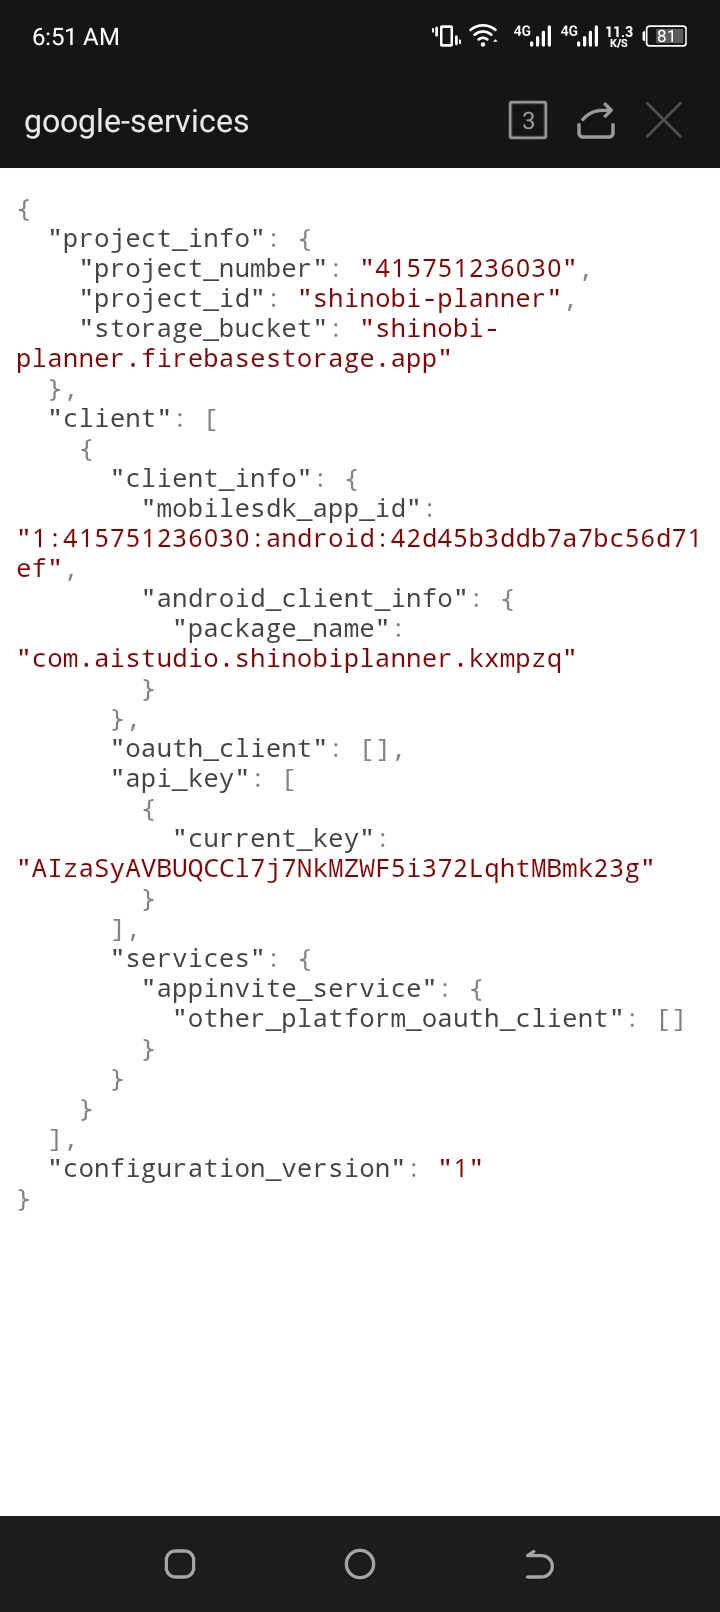 6:51 AM 4G 4G 11.3 K/S 81
google-services 3
{
"project_info": {
"project_number": "415751236030",
"project_id": "shinobi-planner",
"storage_bucket": "shinobi-
planner.firebasestorage.app"
},
"client": [
{
"client_info": {
"mobilesdk_app_id":
"1:415751236030:android:42d45b3ddb7a7bc56d71
ef",
"android_client_info": {
"package_name":
"com.aistudio.shinobiplanner.kxmpzq"
}
},
"oauth_client": [],
"api_key": [
{
"current_key":
"AIzaSyAVBUQCCl7j7NkMZWF5i372LqhtMBmk23g"
}
],
"services": {
"appinvite_service": {
"other_platform_oauth_client": []
}
}
}
],
"configuration_version": "1"
}